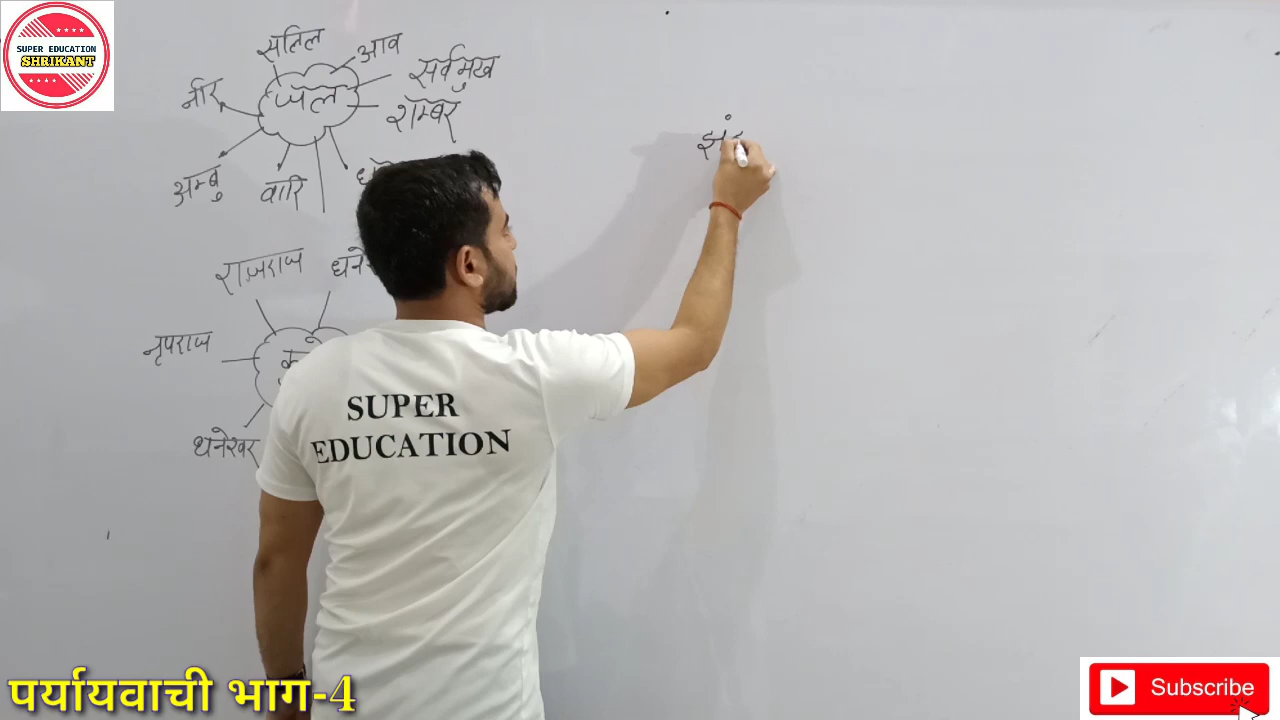 SUPER EDUCATION
SHRIKANT
सलिल
आव
सर्वमुख
नीर
जल
शम्बर
अम्बु
वारि
राजराज
नृपराज
धनेश्वर
SUPER
EDUCATION
पर्यायवाची भाग-4
Subscribe